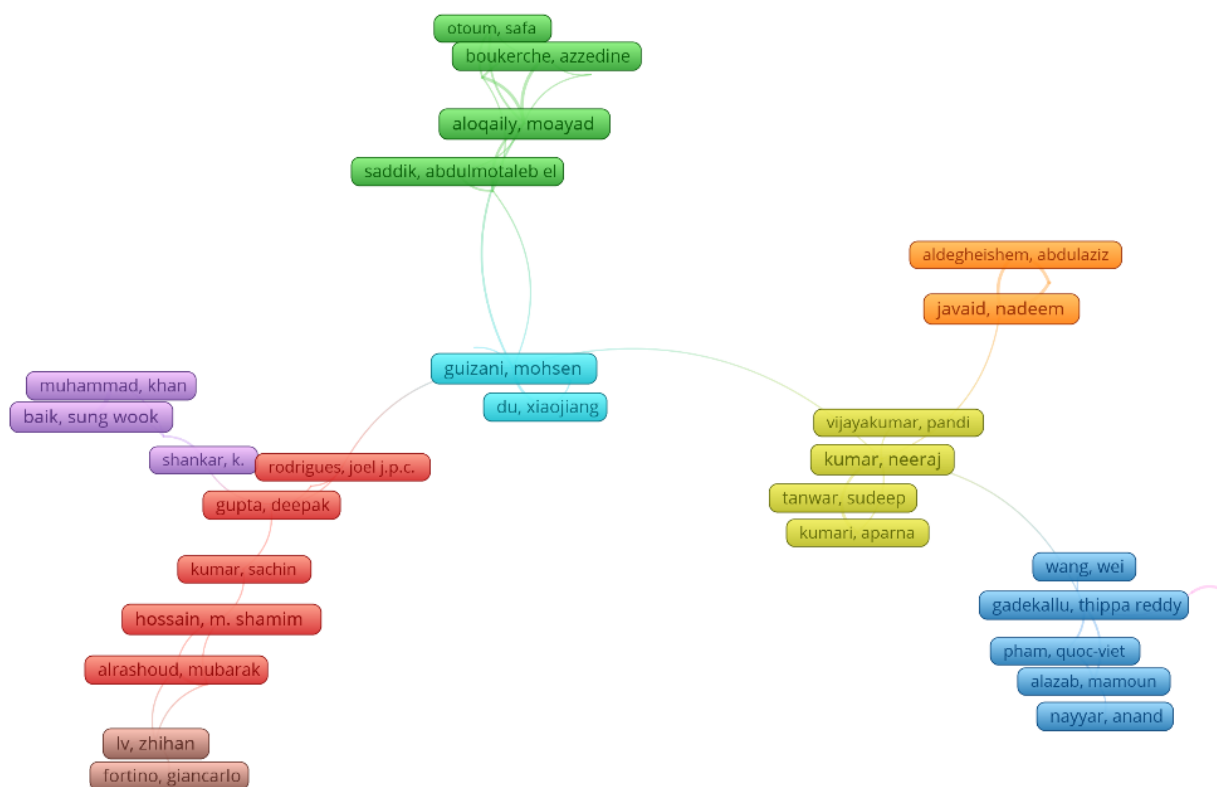 otoum, safa
boukerche, azzedine
aloqaily, moayad
saddik, abdulmotaleb el
aldegheishem, abdulaziz
javaid, nadeem
guizani, mohsen
du, xiaojiang
muhammad, khan
baik, sung wook
shankar, k.
rodrigues, joel j.p.c.
gupta, deepak
vijayakumar, pandi
kumar, neeraj
tanwar, sudeep
kumari, aparna
kumar, sachin
hossain, m. shamim
alrashoud, mubarak
wang, wei
gadekallu, thippa reddy
pham, quoc-viet
alazab, mamoun
nayyar, anand
lv, zhihan
fortino, giancarlo